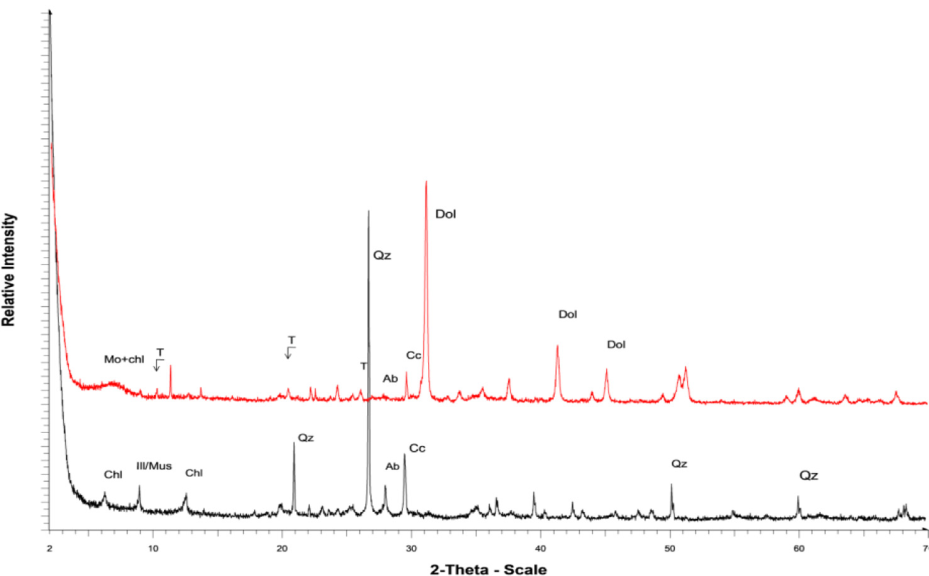 Relative Intensity
Dol
Qz
Dol
T
T
Dol
Mo+chl
Cc
T
Ab
Qz
Cc
Chl
Ill/Mus
Chl
Ab
Qz
Qz
2 10 20 30 40 50 60 70
2-Theta - Scale